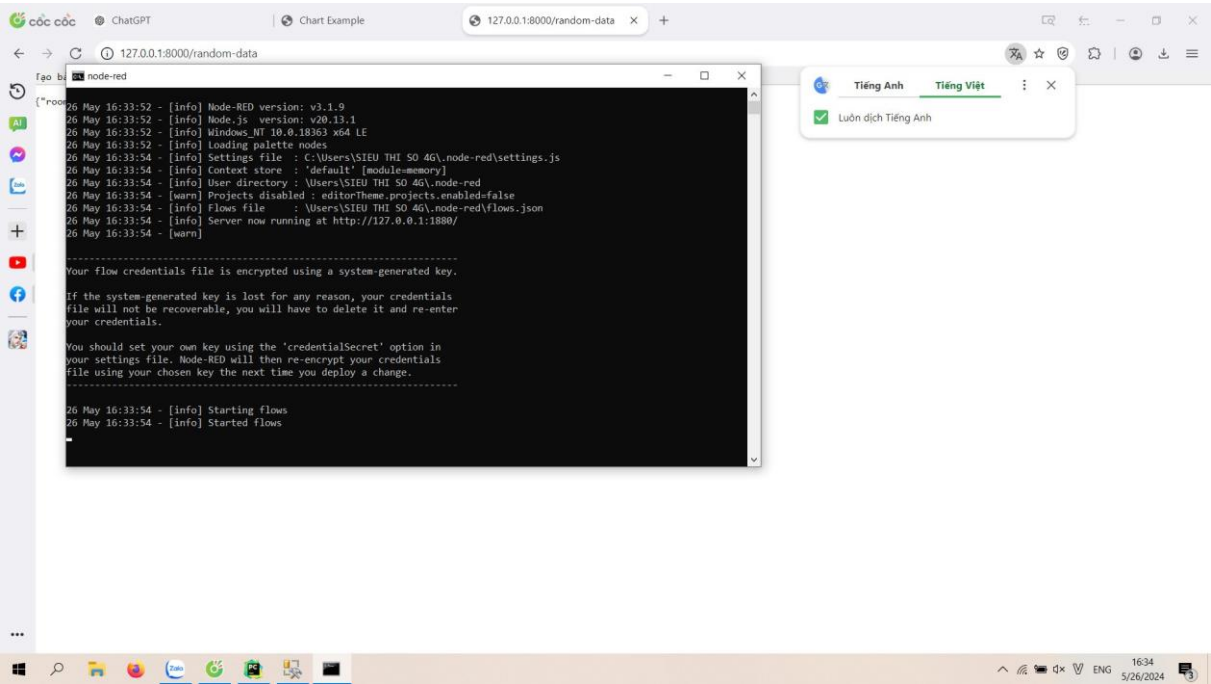 cốc cốc
ChatGPT
Chart Example
127.0.0.1:8000/random-data
127.0.0.1:8000/random-data
Tạo
node-red
{"room
26 May 16:33:52 - [info] Node-RED version: v3.1.9
26 May 16:33:52 - [info] Node.js  version: v20.13.1
26 May 16:33:52 - [info] Windows_NT 10.0.18363 x64 LE
26 May 16:33:52 - [info] Loading palette nodes
26 May 16:33:54 - [info] Settings file  : C:\Users\SIEU THI SO 4G\.node-red\settings.js
26 May 16:33:54 - [info] Context store  : 'default' [module=memory]
26 May 16:33:54 - [info] User directory : \Users\SIEU THI SO 4G\.node-red
26 May 16:33:54 - [warn] Projects disabled : editorTheme.projects.enabled=false
26 May 16:33:54 - [info] Flows file     : \Users\SIEU THI SO 4G\.node-red\flows.json
26 May 16:33:54 - [info] Server now running at http://127.0.0.1:1880/
26 May 16:33:54 - [warn]
---------------------------------------------------------------------
Your flow credentials file is encrypted using a system-generated key.
If the system-generated key is lost for any reason, your credentials
file will not be recoverable, you will have to delete it and re-enter
your credentials.
You should set your own key using the 'credentialSecret' option in
your settings file. Node-RED will then re-encrypt your credentials
file using your chosen key the next time you deploy a change.
---------------------------------------------------------------------
26 May 16:33:54 - [info] Starting flows
26 May 16:33:54 - [info] Started flows
Tiếng Anh
Tiếng Việt
Luôn dịch Tiếng Anh
AI
Zalo
Zalo
PC
ENG
16:34
5/26/2024
3